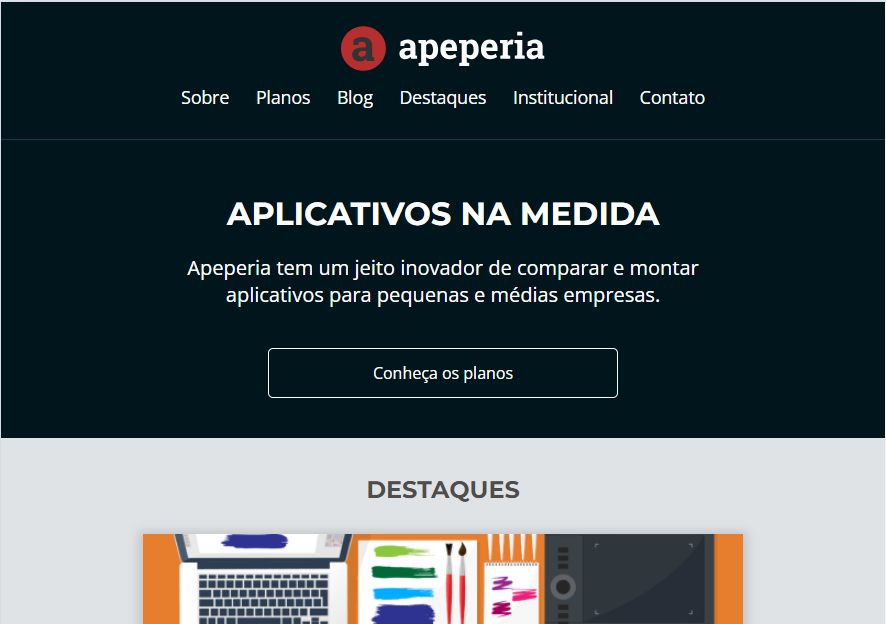 a apeperia
Sobre Planos Blog Destaques Institucional Contato
APLICATIVOS NA MEDIDA
Apeperia tem um jeito inovador de comparar e montar
aplicativos para pequenas e médias empresas.
Conheça os planos
DESTAQUES